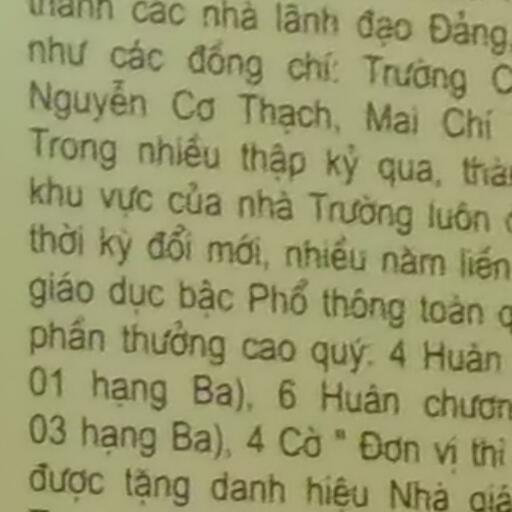 thành các nhà lãnh đạo Đảng,
như các đồng chí: Trường C
Nguyễn Cơ Thạch, Mai Chí
Trong nhiều thập kỷ qua, thà
khu vực của nhà Trường luôn
thời kỳ đổi mới, nhiều năm liền
giáo dục bậc Phổ thông toàn q
phần thưởng cao quý: 4 Huân
01 hạng Ba), 6 Huân chươn
03 hạng Ba), 4 Cờ " Đơn vị thi
được tặng danh hiệu Nhà giá